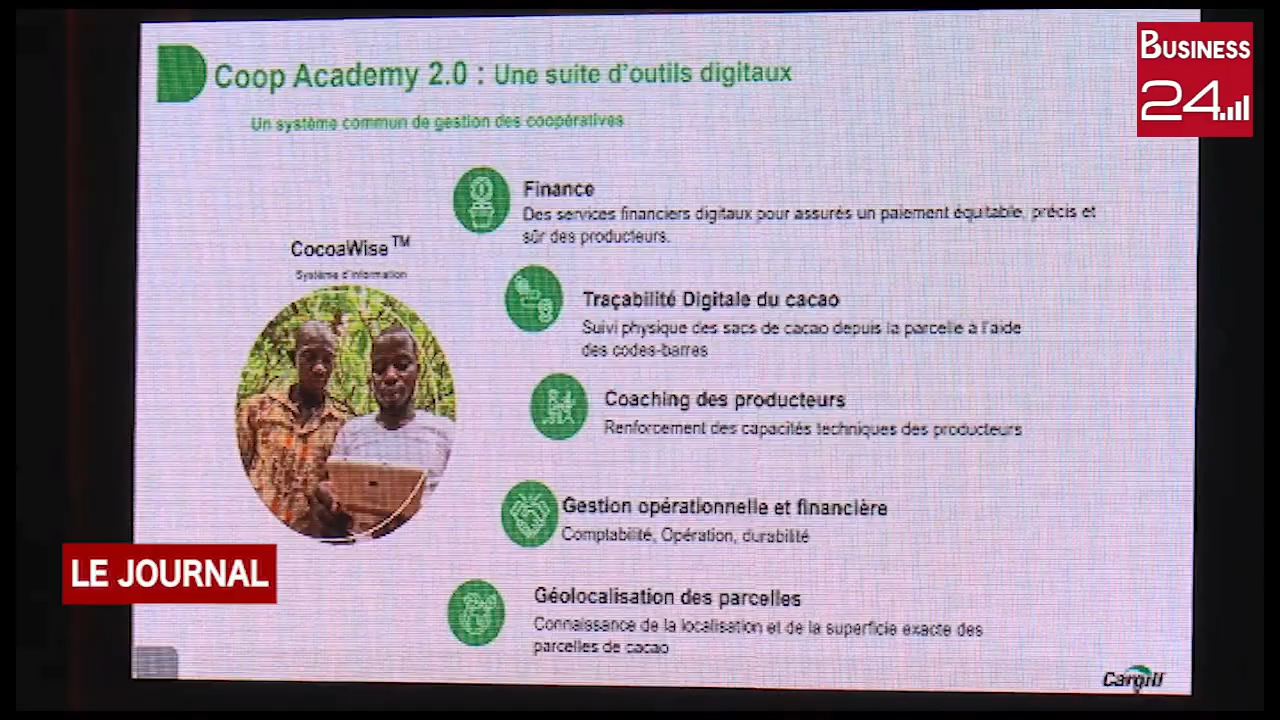 BUSINESS
24
Coop Academy 2.0 : Une suite d'outils digitaux
Un système commun de gestion des coopératives
Finance
Des services financiers digitaux pour assurés un paiement équitable, précis et
sûr des producteurs.
CocoaWise™
Système d'information
Traçabilité Digitale du cacao
Suivi physique des sacs de cacao depuis la parcelle à l'aide
des codes-barres
Coaching des producteurs
Renforcement des capacités techniques des producteurs
Gestion opérationnelle et financière
Comptabilité, Opération, durabilité
LE JOURNAL
Géolocalisation des parcelles
Connaissance de la localisation et de la superficie exacte des
parcelles de cacao
Cargill